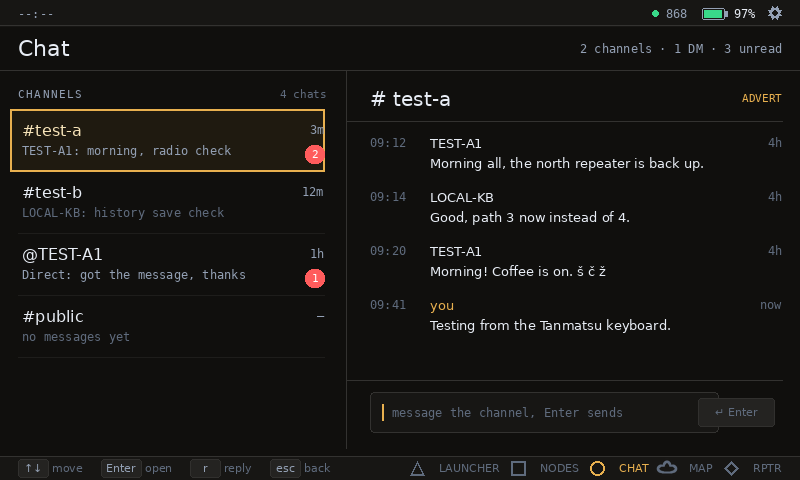 --:--
868 97%
Chat
2 channels · 1 DM · 3 unread
CHANNELS 4 chats
#test-a 3m
TEST-A1: morning, radio check 2
#test-b 12m
LOCAL-KB: history save check
@TEST-A1 1h
Direct: got the message, thanks 1
#public —
no messages yet
# test-a ADVERT
09:12 TEST-A1 4h
Morning all, the north repeater is back up.
09:14 LOCAL-KB 4h
Good, path 3 now instead of 4.
09:20 TEST-A1 4h
Morning! Coffee is on. š č ž
09:41 you now
Testing from the Tanmatsu keyboard.
message the channel, Enter sends ↵ Enter
↑↓ move Enter open r reply esc back LAUNCHER NODES CHAT MAP RPTR